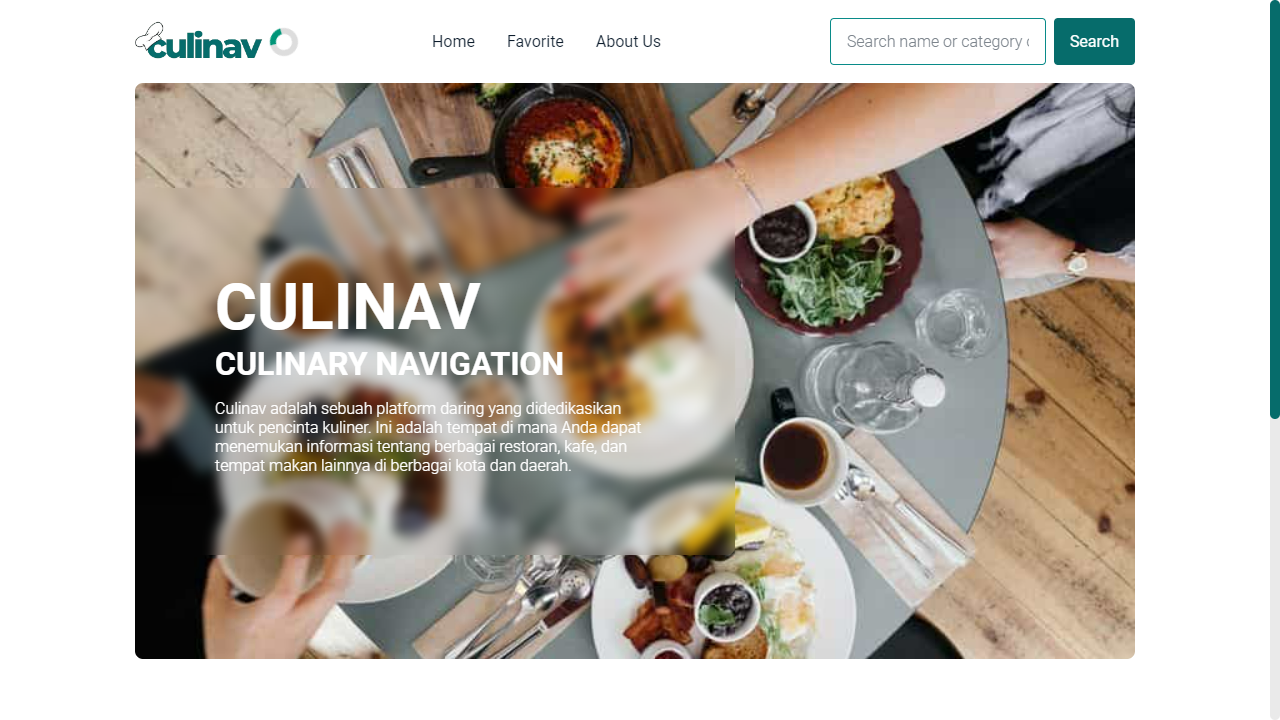 culinav
Home
Favorite
About Us
Search name or category
Search
CULINAV
CULINARY NAVIGATION
Culinav adalah sebuah platform daring yang didedikasikan
untuk pencinta kuliner. Ini adalah tempat di mana Anda dapat
menemukan informasi tentang berbagai restoran, kafe, dan
tempat makan lainnya di berbagai kota dan daerah.